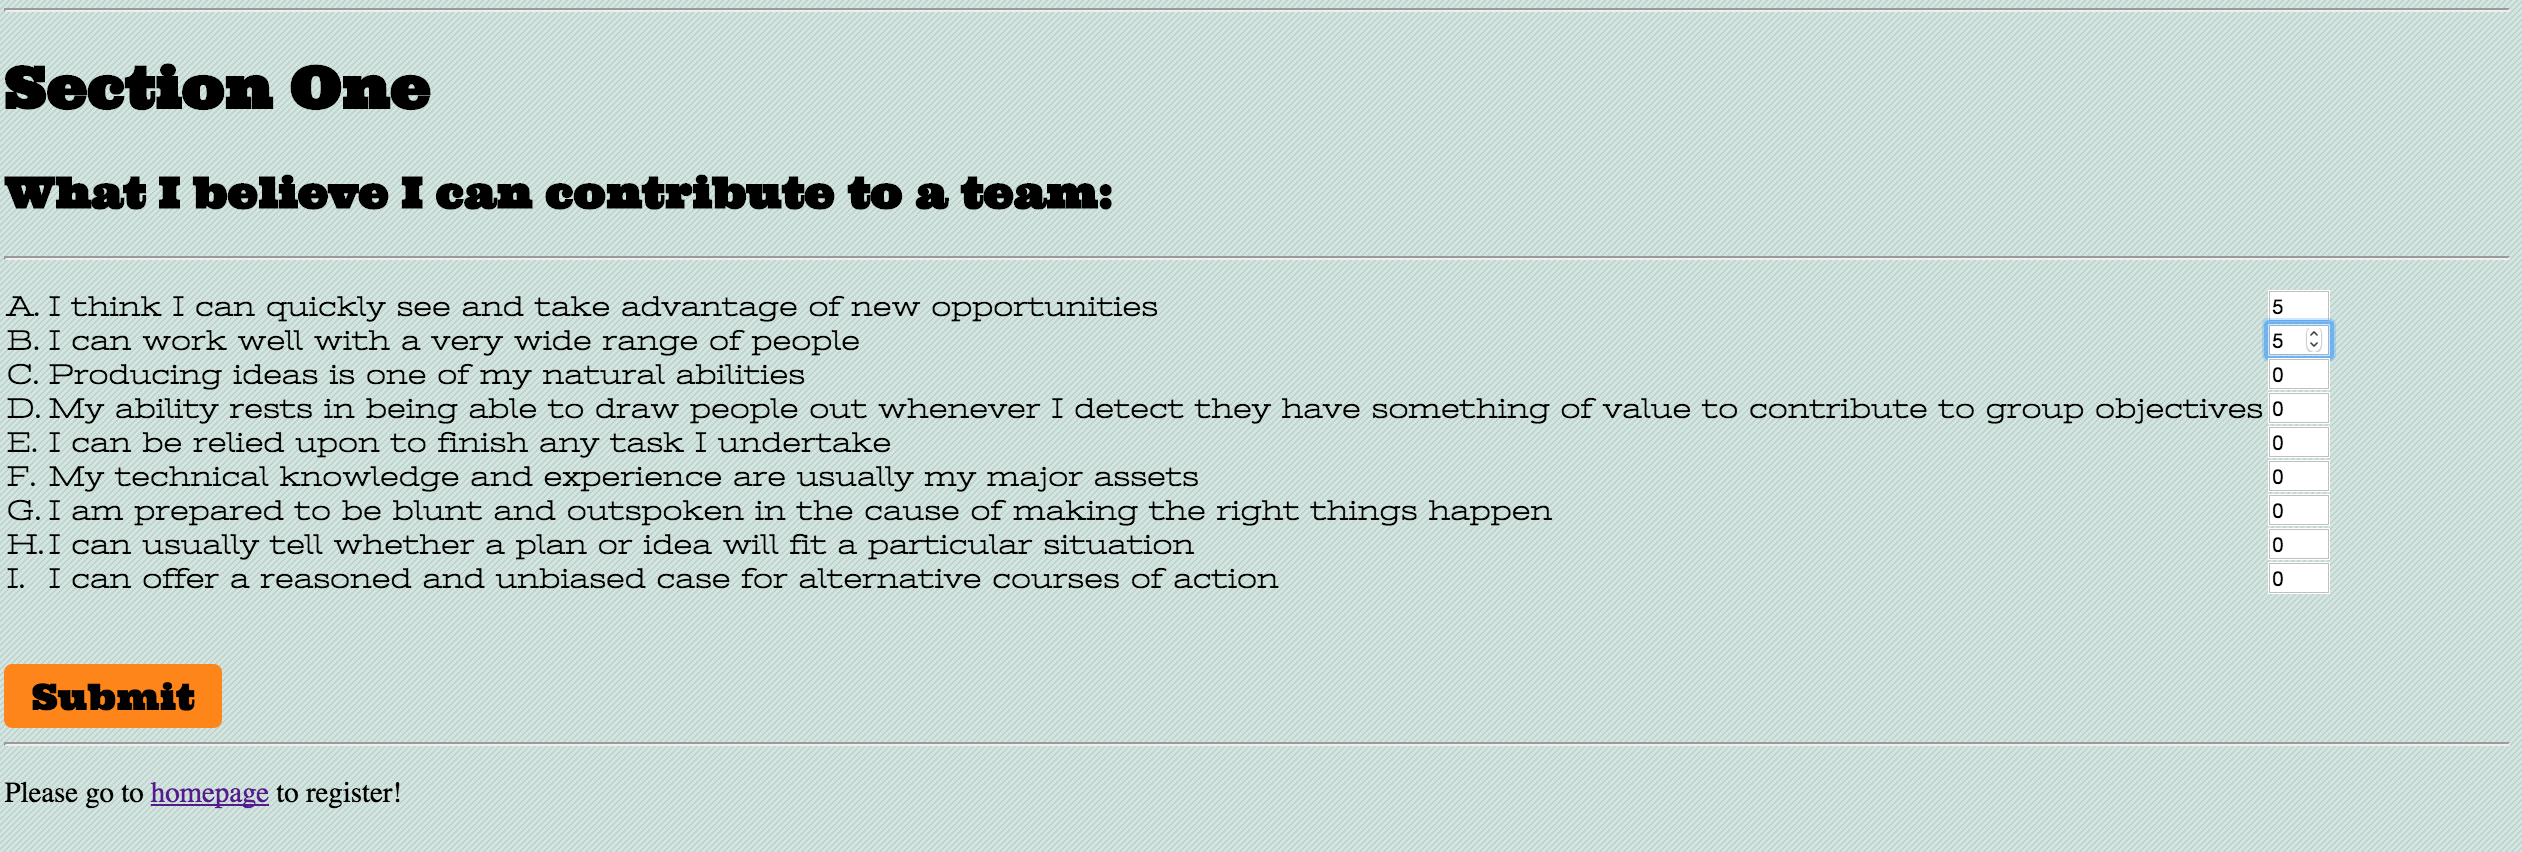 Section One
What I believe I can contribute to a team:
A. I think I can quickly see and take advantage of new opportunities 5
B. I can work well with a very wide range of people 5
C. Producing ideas is one of my natural abilities 0
D. My ability rests in being able to draw people out whenever I detect they have something of value to contribute to group objectives 0
E. I can be relied upon to finish any task I undertake 0
F. My technical knowledge and experience are usually my major assets 0
G. I am prepared to be blunt and outspoken in the cause of making the right things happen 0
H. I can usually tell whether a plan or idea will fit a particular situation 0
I. I can offer a reasoned and unbiased case for alternative courses of action 0
Submit
Please go to homepage to register!